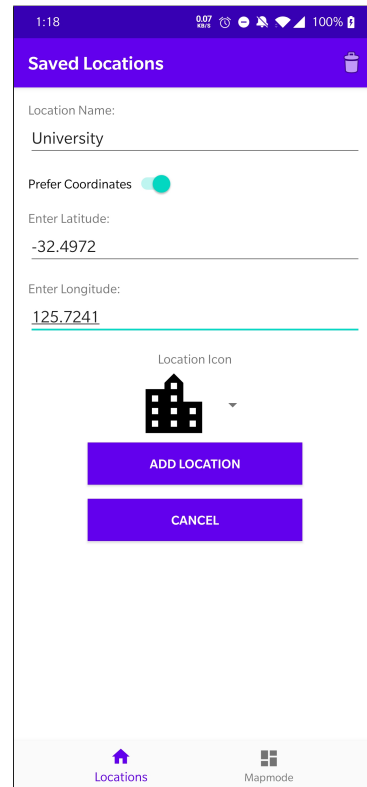 1:18 0.07 KB/S 100%
Saved Locations
Location Name:
University
Prefer Coordinates
Enter Latitude:
-32.4972
Enter Longitude:
125.7241
Location Icon
ADD LOCATION
CANCEL
Locations Mapmode